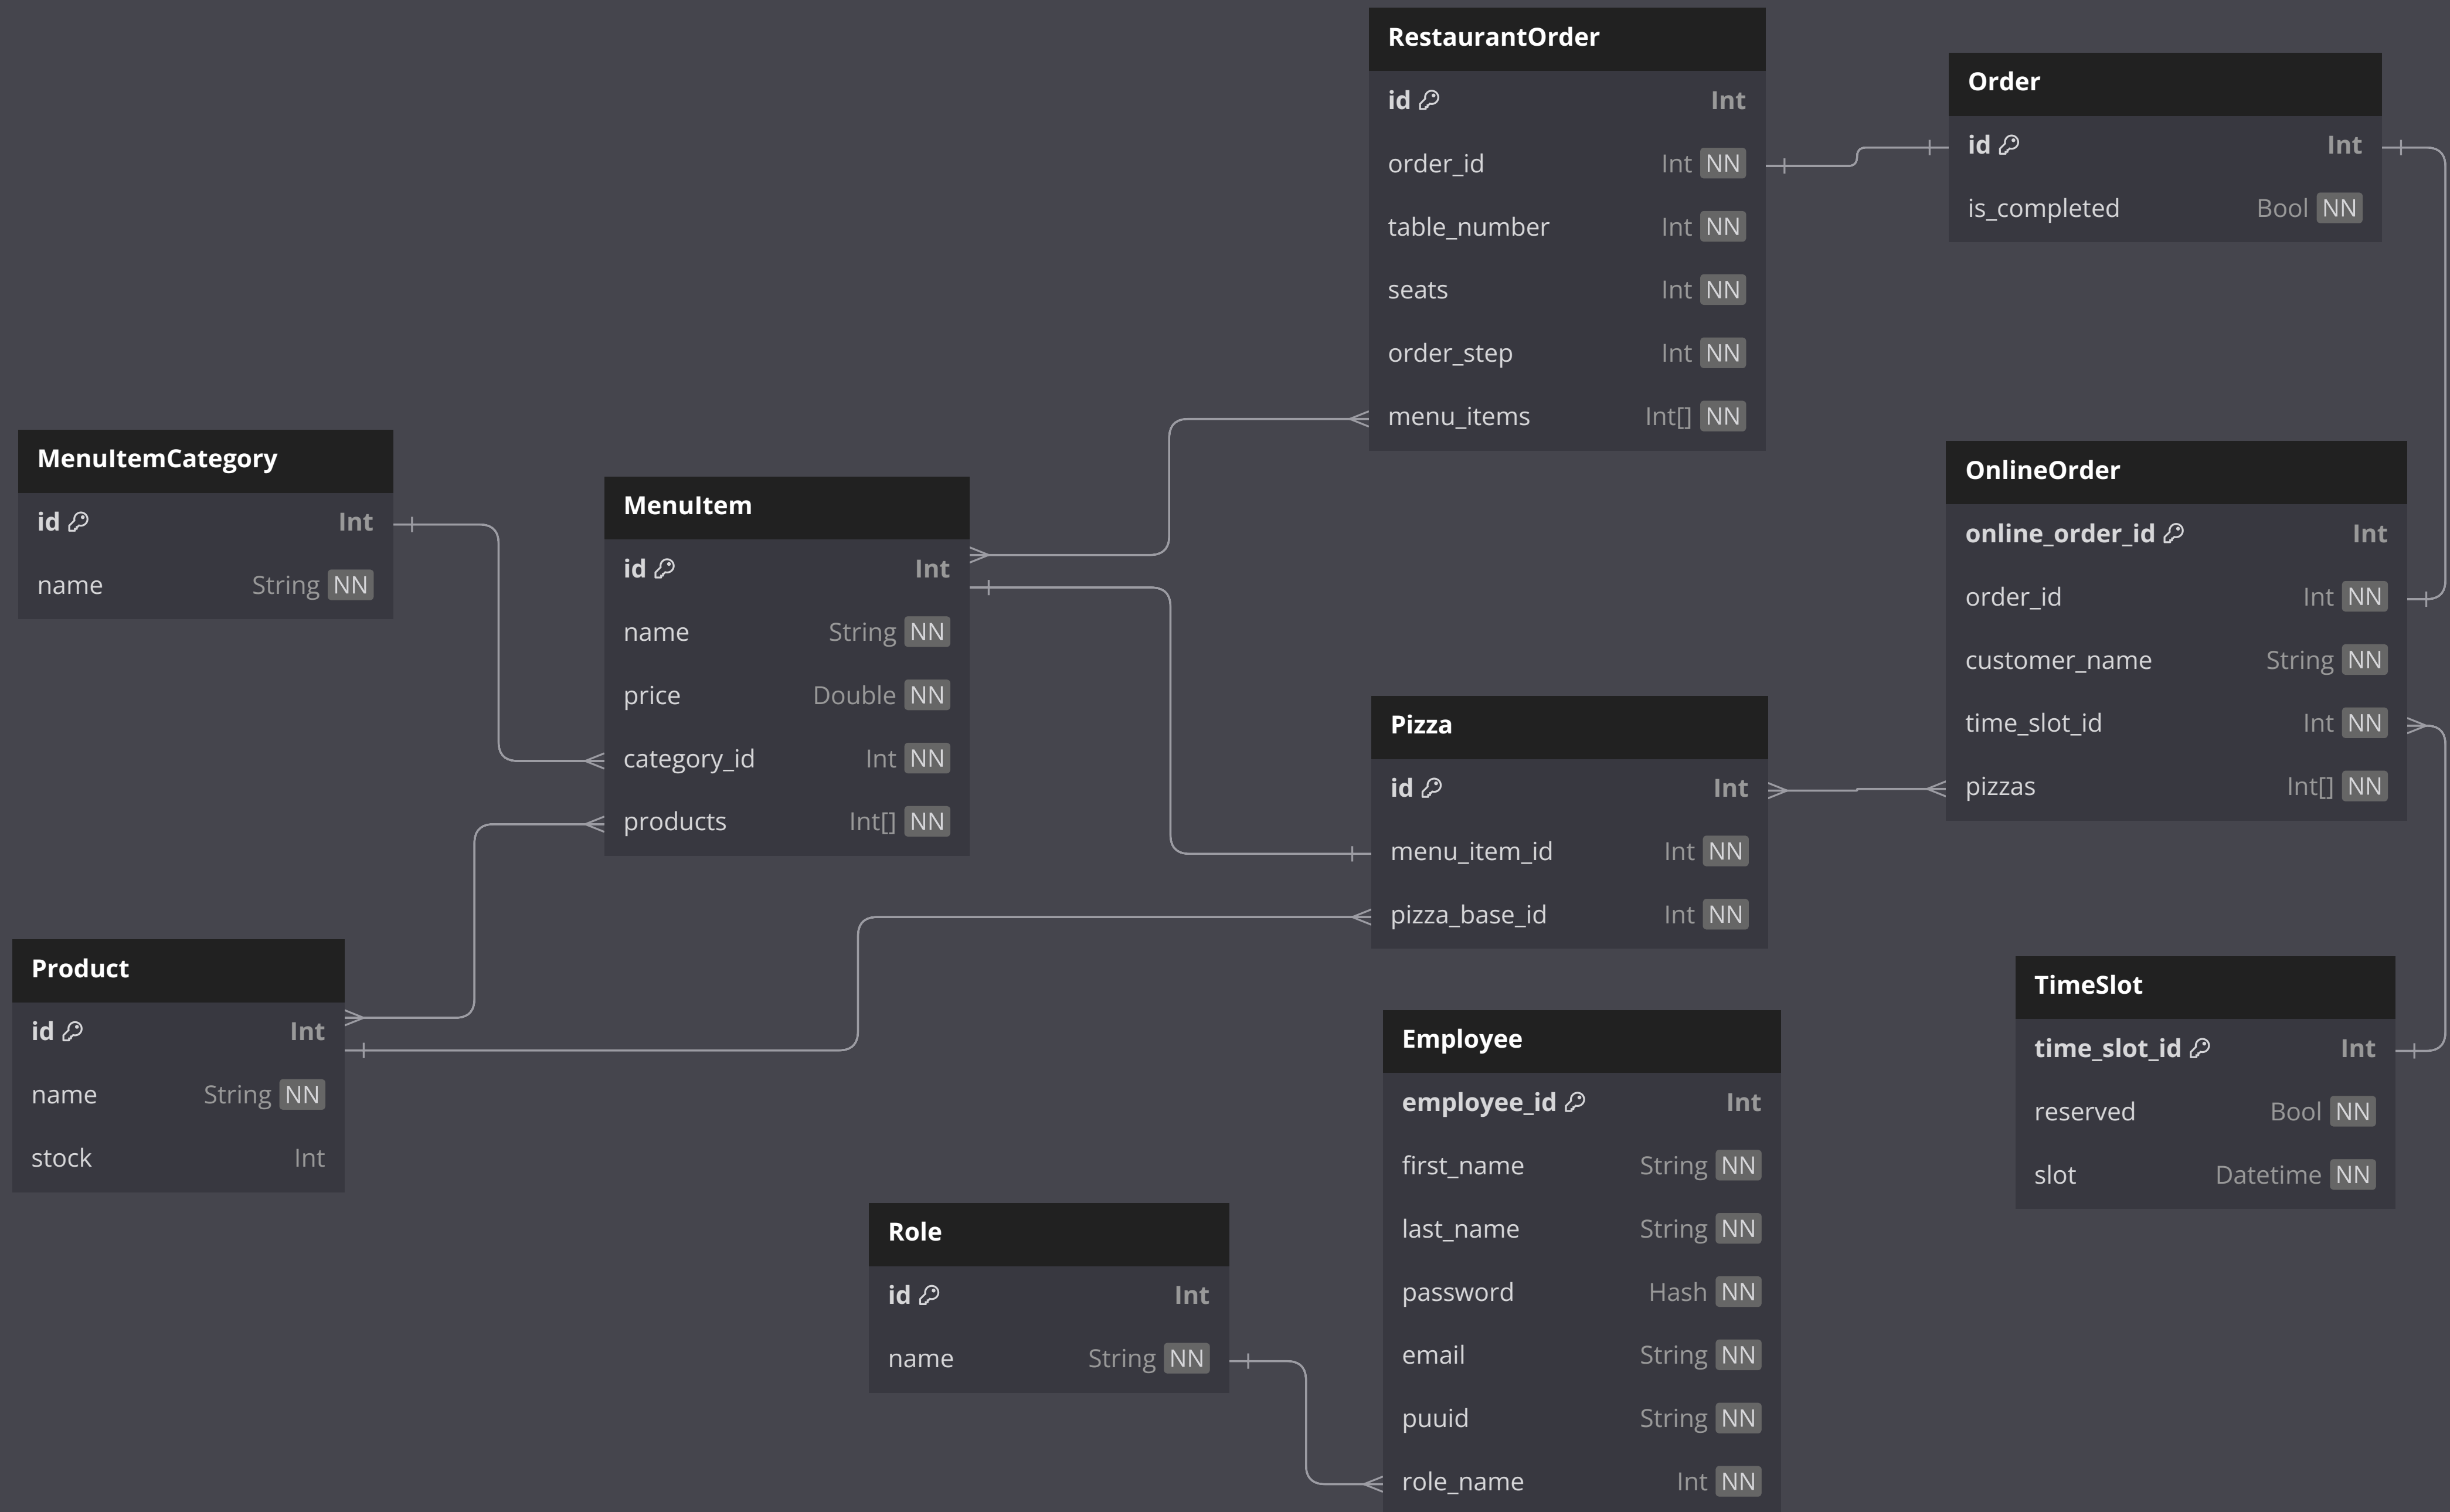 RestaurantOrder
id Int
order_id Int NN
table_number Int NN
seats Int NN
order_step Int NN
menu_items Int[] NN
Order
id Int
is_completed Bool NN
MenuItemCategory
id Int
name String NN
MenuItem
id Int
name String NN
price Double NN
category_id Int NN
products Int[] NN
OnlineOrder
online_order_id Int
order_id Int NN
customer_name String NN
time_slot_id Int NN
pizzas Int[] NN
Pizza
id Int
menu_item_id Int NN
pizza_base_id Int NN
Product
id Int
name String NN
stock Int
TimeSlot
time_slot_id Int
reserved Bool NN
slot Datetime NN
Employee
employee_id Int
first_name String NN
last_name String NN
password Hash NN
email String NN
puuid String NN
role_name Int NN
Role
id Int
name String NN